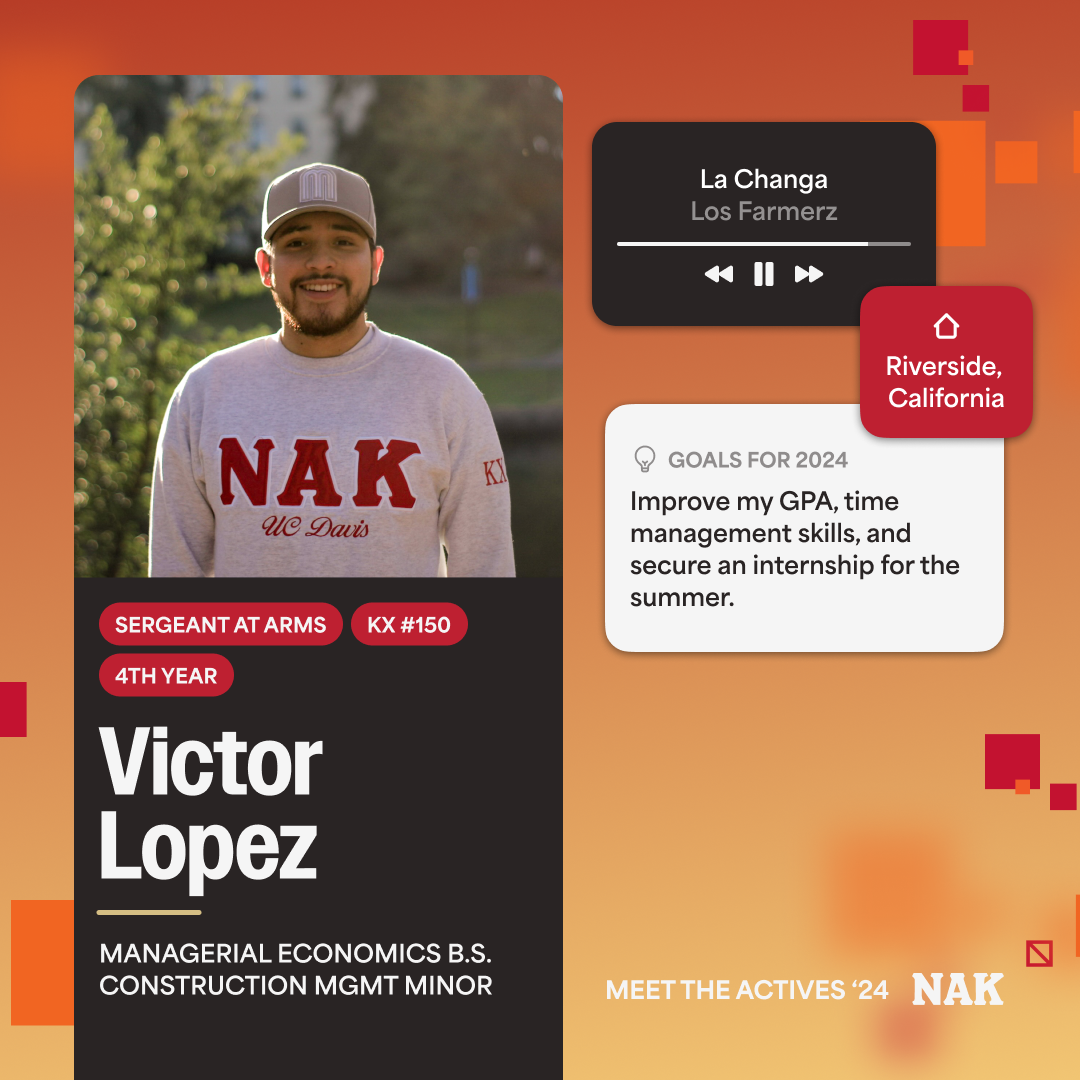 NAK
UC Davis
KX
SERGEANT AT ARMS
KX #150
4TH YEAR
Victor
Lopez
MANAGERIAL ECONOMICS B.S.
CONSTRUCTION MGMT MINOR
La Changa
Los Farmerz
Riverside,
California
GOALS FOR 2024
Improve my GPA, time
management skills, and
secure an internship for the
summer.
MEET THE ACTIVES ‘24
NAK